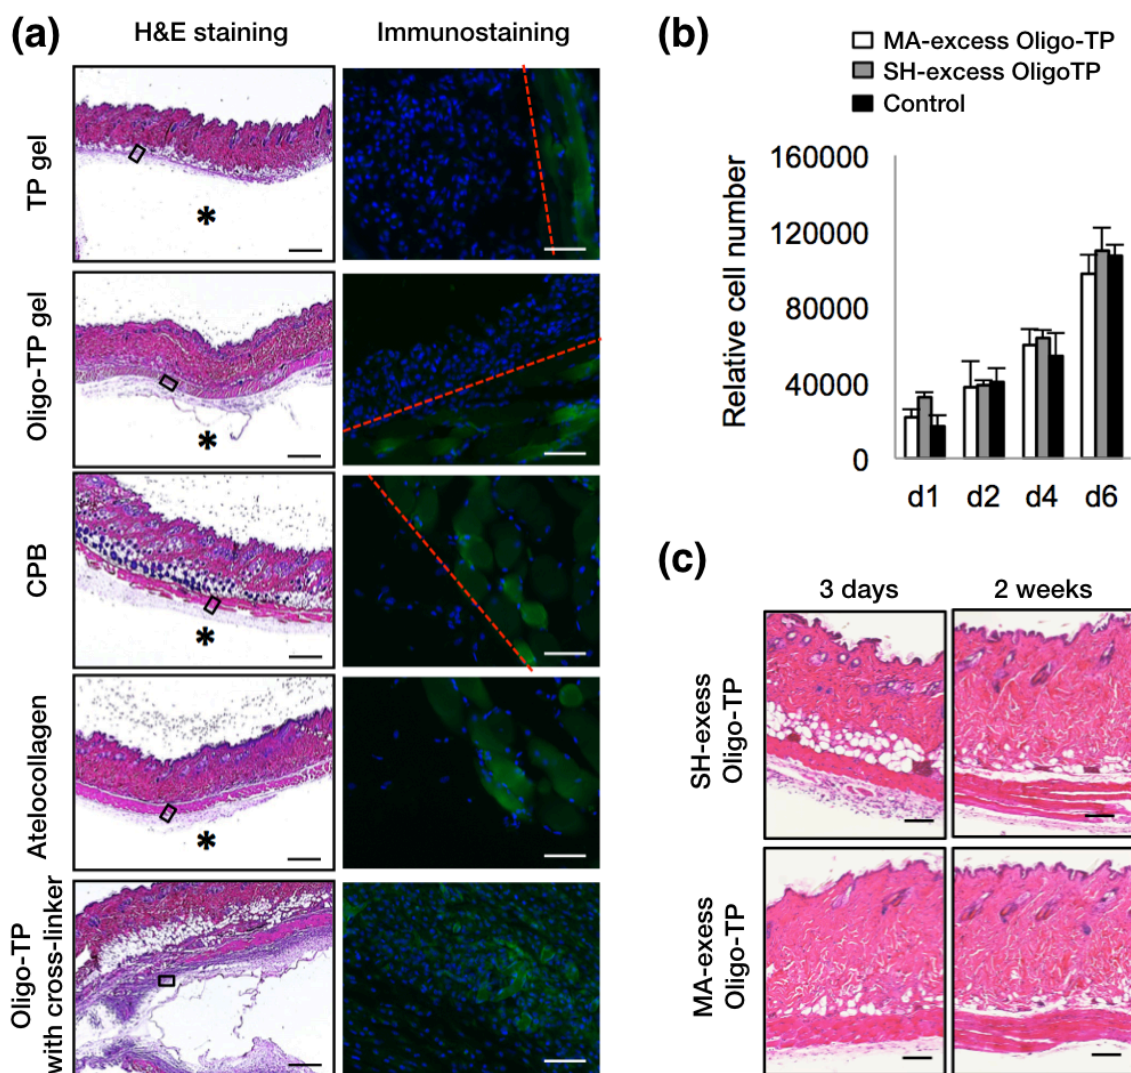 (a)
H&E staining
Immunostaining
TP gel
*
Oligo-TP gel
*
CPB
*
Atelocollagen
*
Oligo-TP
with cross-linker
(b)
MA-excess Oligo-TP
SH-excess OligoTP
Control
Relative cell number
160000
120000
80000
40000
0
d1
d2
d4
d6
(c)
3 days
2 weeks
SH-exess
Oligo-TP
MA-exess
Oligo-TP